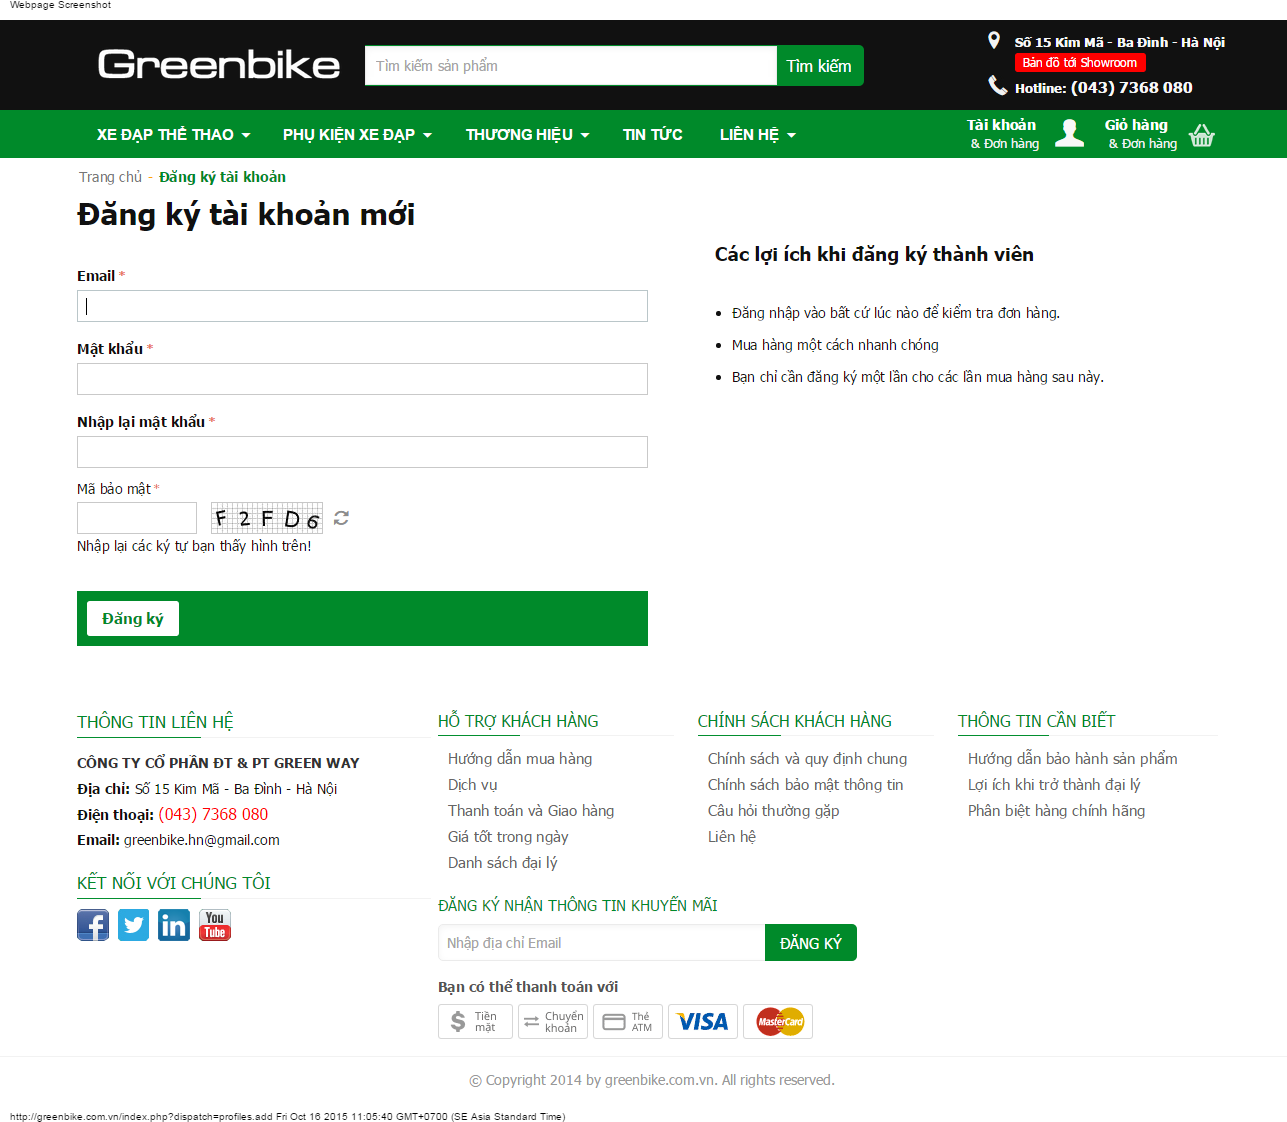 Webpage Screenshot
Greenbike
Tìm kiếm sản phẩm
Tìm kiếm
Số 15 Kim Mã - Ba Đình - Hà Nội
Bản đồ tới Showroom
Hotline: (043) 7368 080
XE ĐẠP THỂ THAO
PHỤ KIỆN XE ĐẠP
THƯƠNG HIỆU
TIN TỨC
LIÊN HỆ
Tài khoản
& Đơn hàng
Giỏ hàng
& Đơn hàng
Trang chủ - Đăng ký tài khoản
Đăng ký tài khoản mới
Email *
Mật khẩu *
Nhập lại mật khẩu *
Mã bảo mật *
F2FD6
Nhập lại các ký tự bạn thấy hình trên!
Đăng ký
Các lợi ích khi đăng ký thành viên
Đăng nhập vào bất cứ lúc nào để kiểm tra đơn hàng.
Mua hàng một cách nhanh chóng
Bạn chỉ cần đăng ký một lần cho các lần mua hàng sau này.
THÔNG TIN LIÊN HỆ
CÔNG TY CỔ PHẦN ĐT & PT GREEN WAY
Địa chỉ: Số 15 Kim Mã - Ba Đình - Hà Nội
Điện thoại: (043) 7368 080
Email: greenbike.hn@gmail.com
KẾT NỐI VỚI CHÚNG TÔI
You
Tube
HỖ TRỢ KHÁCH HÀNG
Hướng dẫn mua hàng
Dịch vụ
Thanh toán và Giao hàng
Giá tốt trong ngày
Danh sách đại lý
CHÍNH SÁCH KHÁCH HÀNG
Chính sách và quy định chung
Chính sách bảo mật thông tin
Câu hỏi thường gặp
Liên hệ
THÔNG TIN CẦN BIẾT
Hướng dẫn bảo hành sản phẩm
Lợi ích khi trở thành đại lý
Phân biệt hàng chính hãng
ĐĂNG KÝ NHẬN THÔNG TIN KHUYẾN MÃI
Nhập địa chỉ Email
ĐĂNG KÝ
Bạn có thể thanh toán với
Tiền
mặt
Chuyển
khoản
Thẻ
ATM
VISA
MasterCard
© Copyright 2014 by greenbike.com.vn. All rights reserved.
http://greenbike.com.vn/index.php?dispatch=profiles.add Fri Oct 16 2015 11:05:40 GMT+0700 (SE Asia Standard Time)